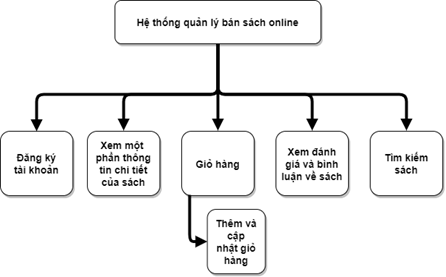 Hệ thống quản lý bán sách online
Đăng ký
tài khoản
Xem một
phần thông
tin chi tiết
của sách
Giỏ hàng
Xem đánh
giá và bình
luận về sách
Tìm kiếm
sách
Thêm và
cập
nhật giỏ
hàng